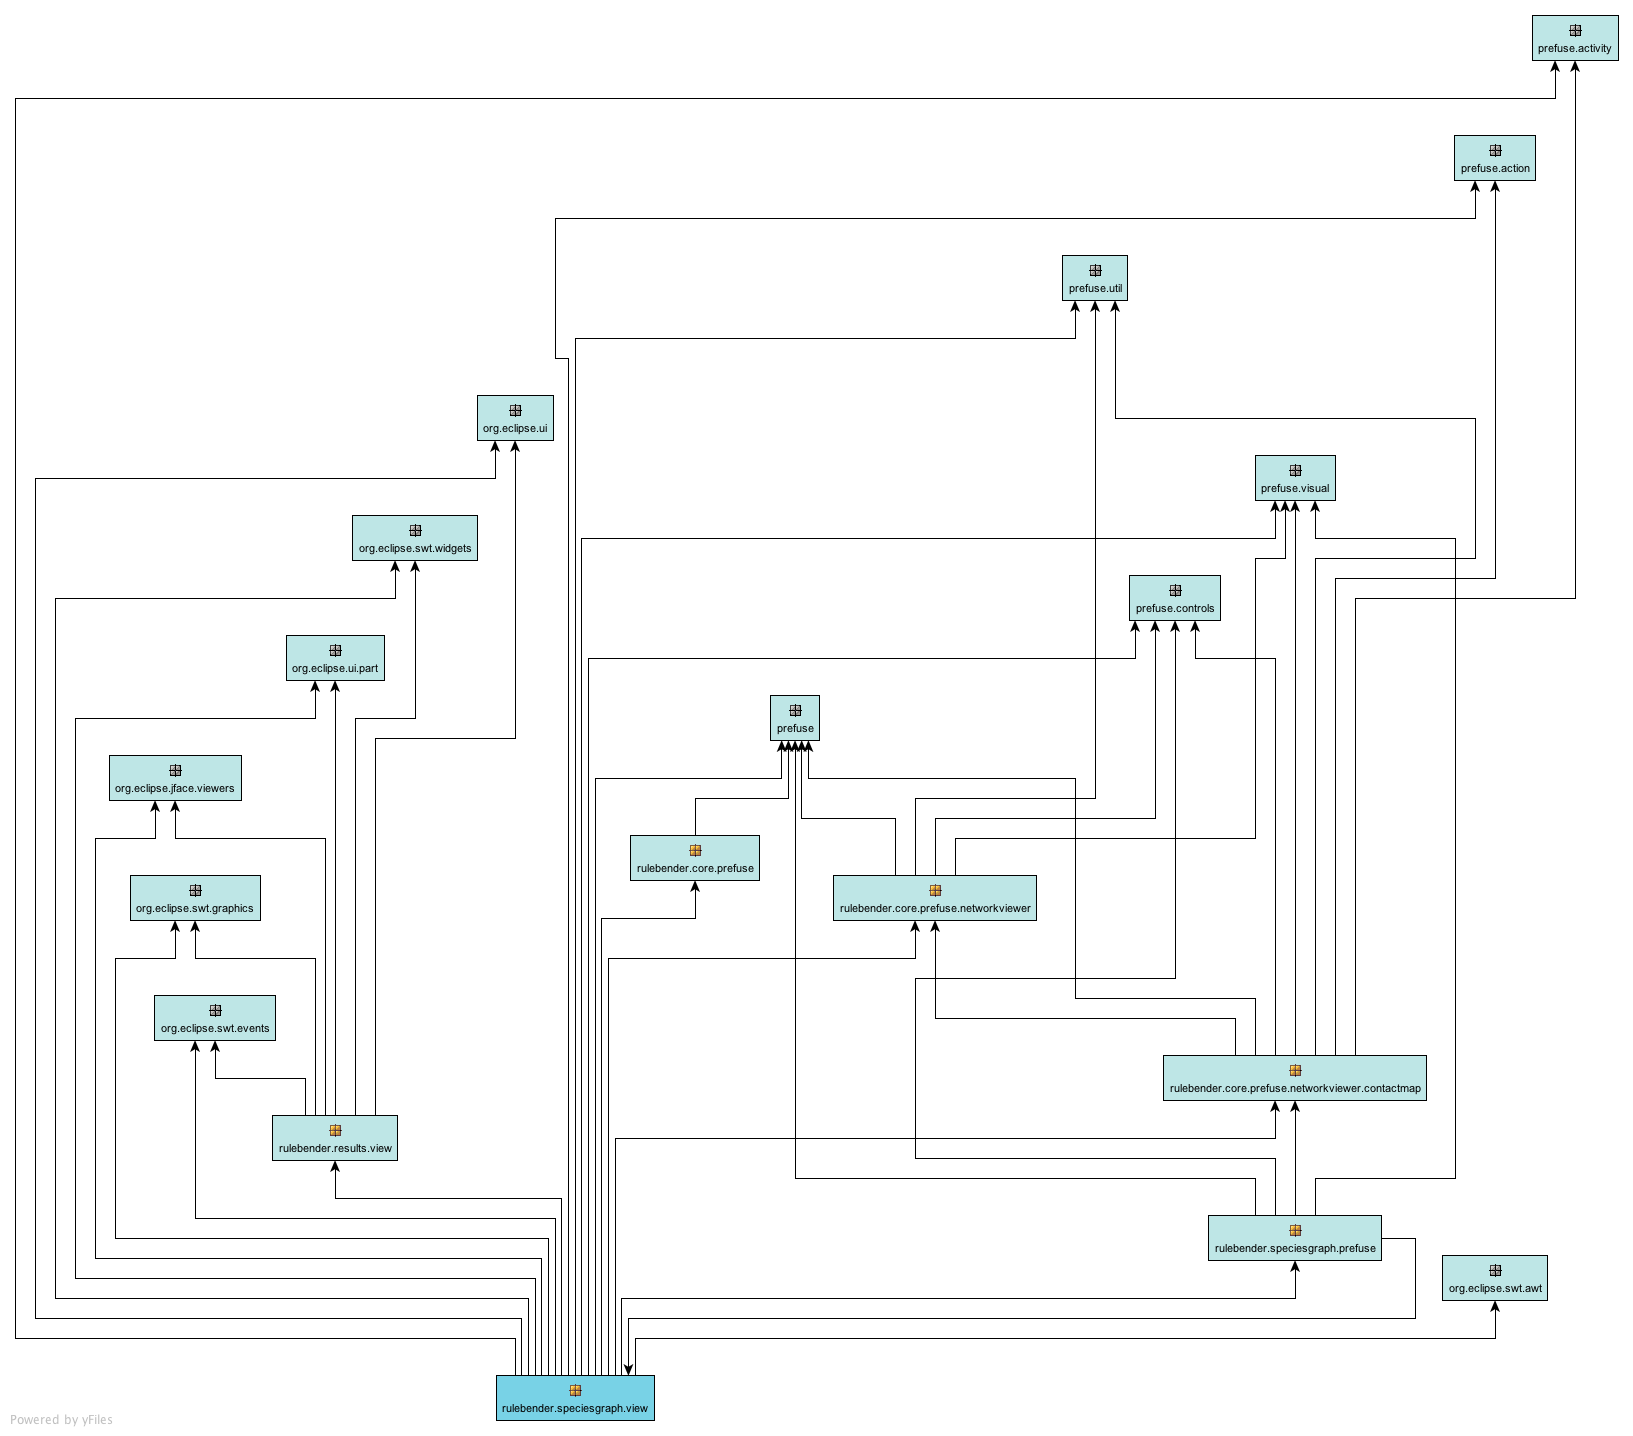 prefuse.activity
prefuse.action
prefuse.util
org.eclipse.ui
prefuse.visual
org.eclipse.swt.widgets
prefuse.controls
org.eclipse.ui.part
prefuse
org.eclipse.jface.viewers
rulebender.core.prefuse
org.eclipse.swt.graphics
rulebender.core.prefuse.networkviewer
org.eclipse.swt.events
rulebender.core.prefuse.networkviewer.contactmap
rulebender.results.view
rulebender.speciesgraph.prefuse
org.eclipse.swt.awt
rulebender.speciesgraph.view
Powered by yFiles